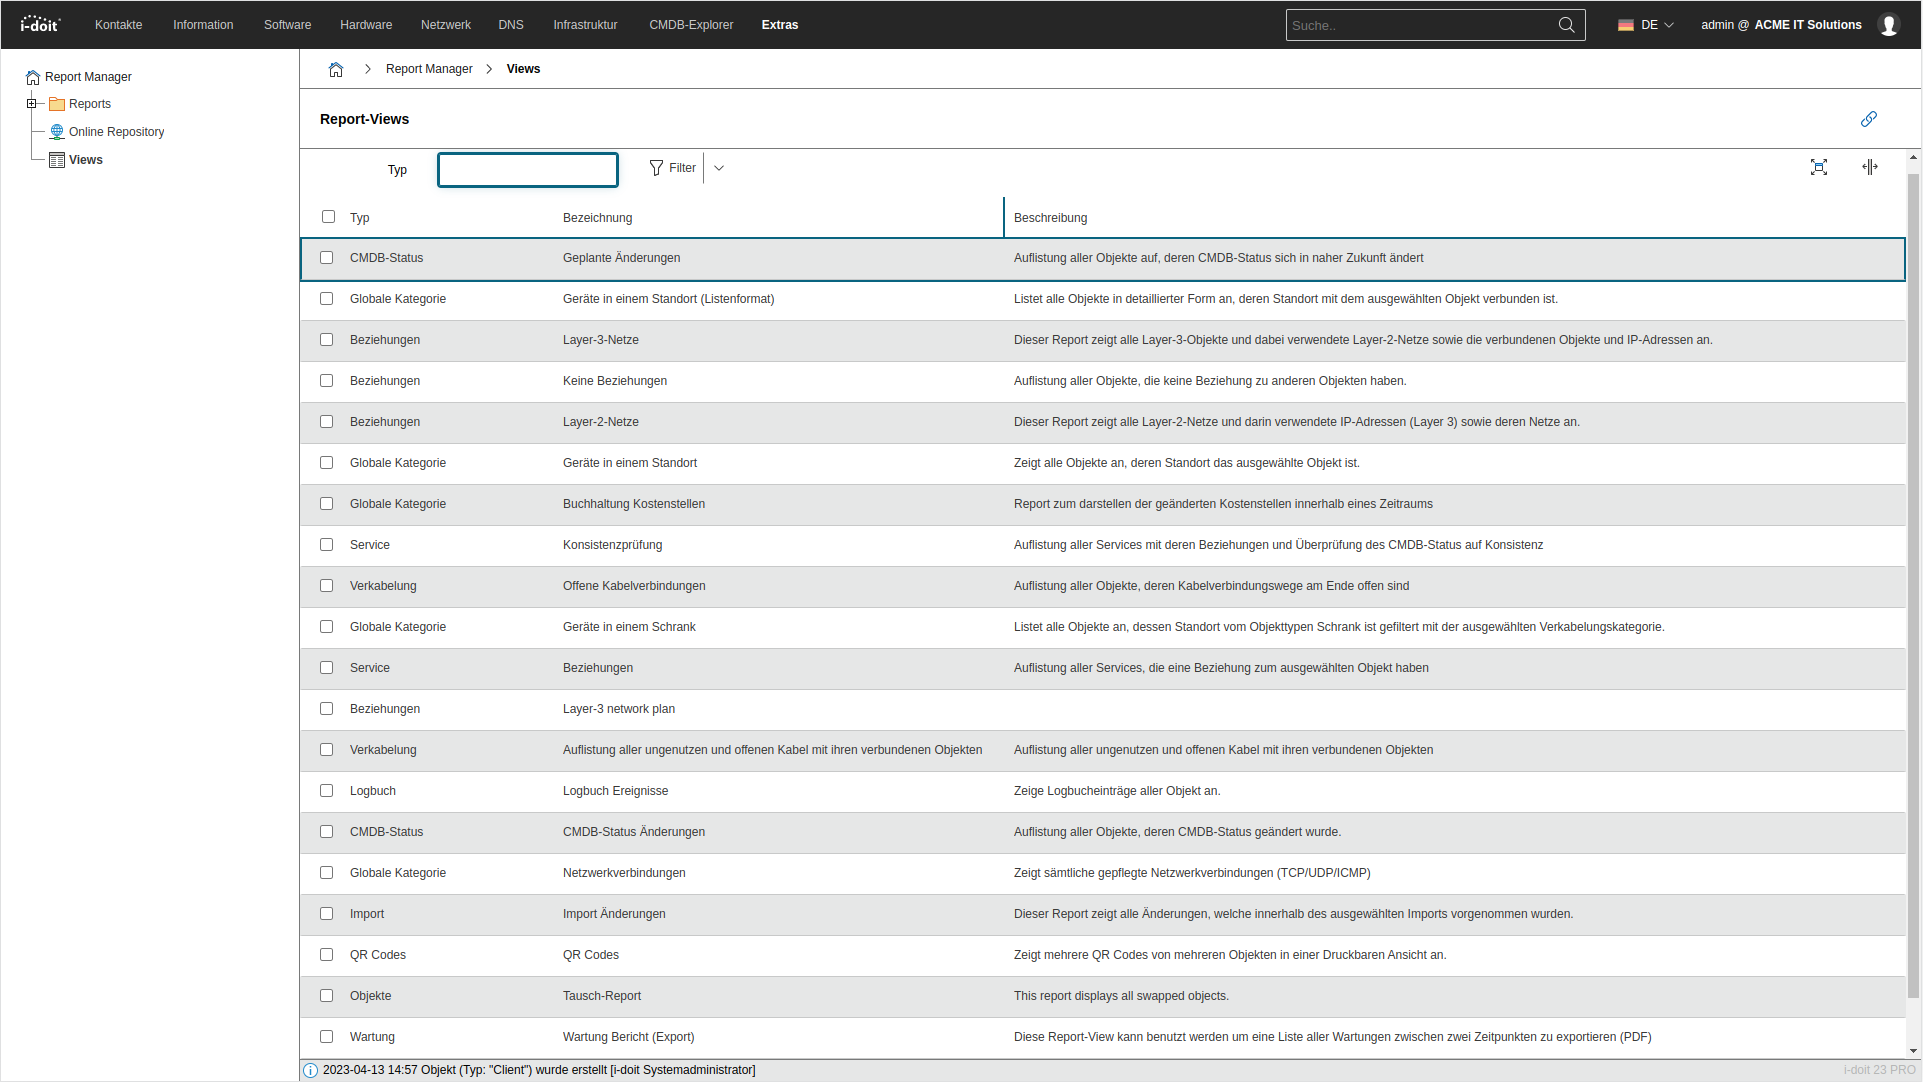 i-doit Kontakte Information Software Hardware Netzwerk DNS Infrastruktur CMDB-Explorer Extras Suche.. DE admin @ ACME IT Solutions
Report Manager
Reports
Online Repository
Views
Report Manager Views
Report-Views
Typ Filter
Typ Bezeichnung Beschreibung
CMDB-Status Geplante Änderungen Auflistung aller Objekte auf, deren CMDB-Status sich in naher Zukunft ändert
Globale Kategorie Geräte in einem Standort (Listenformat) Listet alle Objekte in detaillierter Form an, deren Standort mit dem ausgewählten Objekt verbunden ist.
Beziehungen Layer-3-Netze Dieser Report zeigt alle Layer-3-Objekte und dabei verwendete Layer-2-Netze sowie die verbundenen Objekte und IP-Adressen an.
Beziehungen Keine Beziehungen Auflistung aller Objekte, die keine Beziehung zu anderen Objekten haben.
Beziehungen Layer-2-Netze Dieser Report zeigt alle Layer-2-Netze und darin verwendete IP-Adressen (Layer 3) sowie deren Netze an.
Globale Kategorie Geräte in einem Standort Zeigt alle Objekte an, deren Standort das ausgewählte Objekt ist.
Globale Kategorie Buchhaltung Kostenstellen Report zum darstellen der geänderten Kostenstellen innerhalb eines Zeitraums
Service Konsistenzprüfung Auflistung aller Services mit deren Beziehungen und Überprüfung des CMDB-Status auf Konsistenz
Verkabelung Offene Kabelverbindungen Auflistung aller Objekte, deren Kabelverbindungswege am Ende offen sind
Globale Kategorie Geräte in einem Schrank Listet alle Objekte an, dessen Standort vom Objekttypen Schrank ist gefiltert mit der ausgewählten Verkabelungskategorie.
Service Beziehungen Auflistung aller Services, die eine Beziehung zum ausgewählten Objekt haben
Beziehungen Layer-3 network plan
Verkabelung Auflistung aller ungenutzen und offenen Kabel mit ihren verbundenen Objekten Auflistung aller ungenutzen und offenen Kabel mit ihren verbundenen Objekten
Logbuch Logbuch Ereignisse Zeige Logbucheinträge aller Objekt an.
CMDB-Status CMDB-Status Änderungen Auflistung aller Objekte, deren CMDB-Status geändert wurde.
Globale Kategorie Netzwerkverbindungen Zeigt sämtliche gepflegte Netzwerkverbindungen (TCP/UDP/ICMP)
Import Import Änderungen Dieser Report zeigt alle Änderungen, welche innerhalb des ausgewählten Imports vorgenommen wurden.
QR Codes QR Codes Zeigt mehrere QR Codes von mehreren Objekten in einer Druckbaren Ansicht an.
Objekte Tausch-Report This report displays all swapped objects.
Wartung Wartung Bericht (Export) Diese Report-View kann benutzt werden um eine Liste aller Wartungen zwischen zwei Zeitpunkten zu exportieren (PDF)
2023-04-13 14:57 Objekt (Typ: "Client") wurde erstellt [i-doit Systemadministrator] i-doit 23 PRO